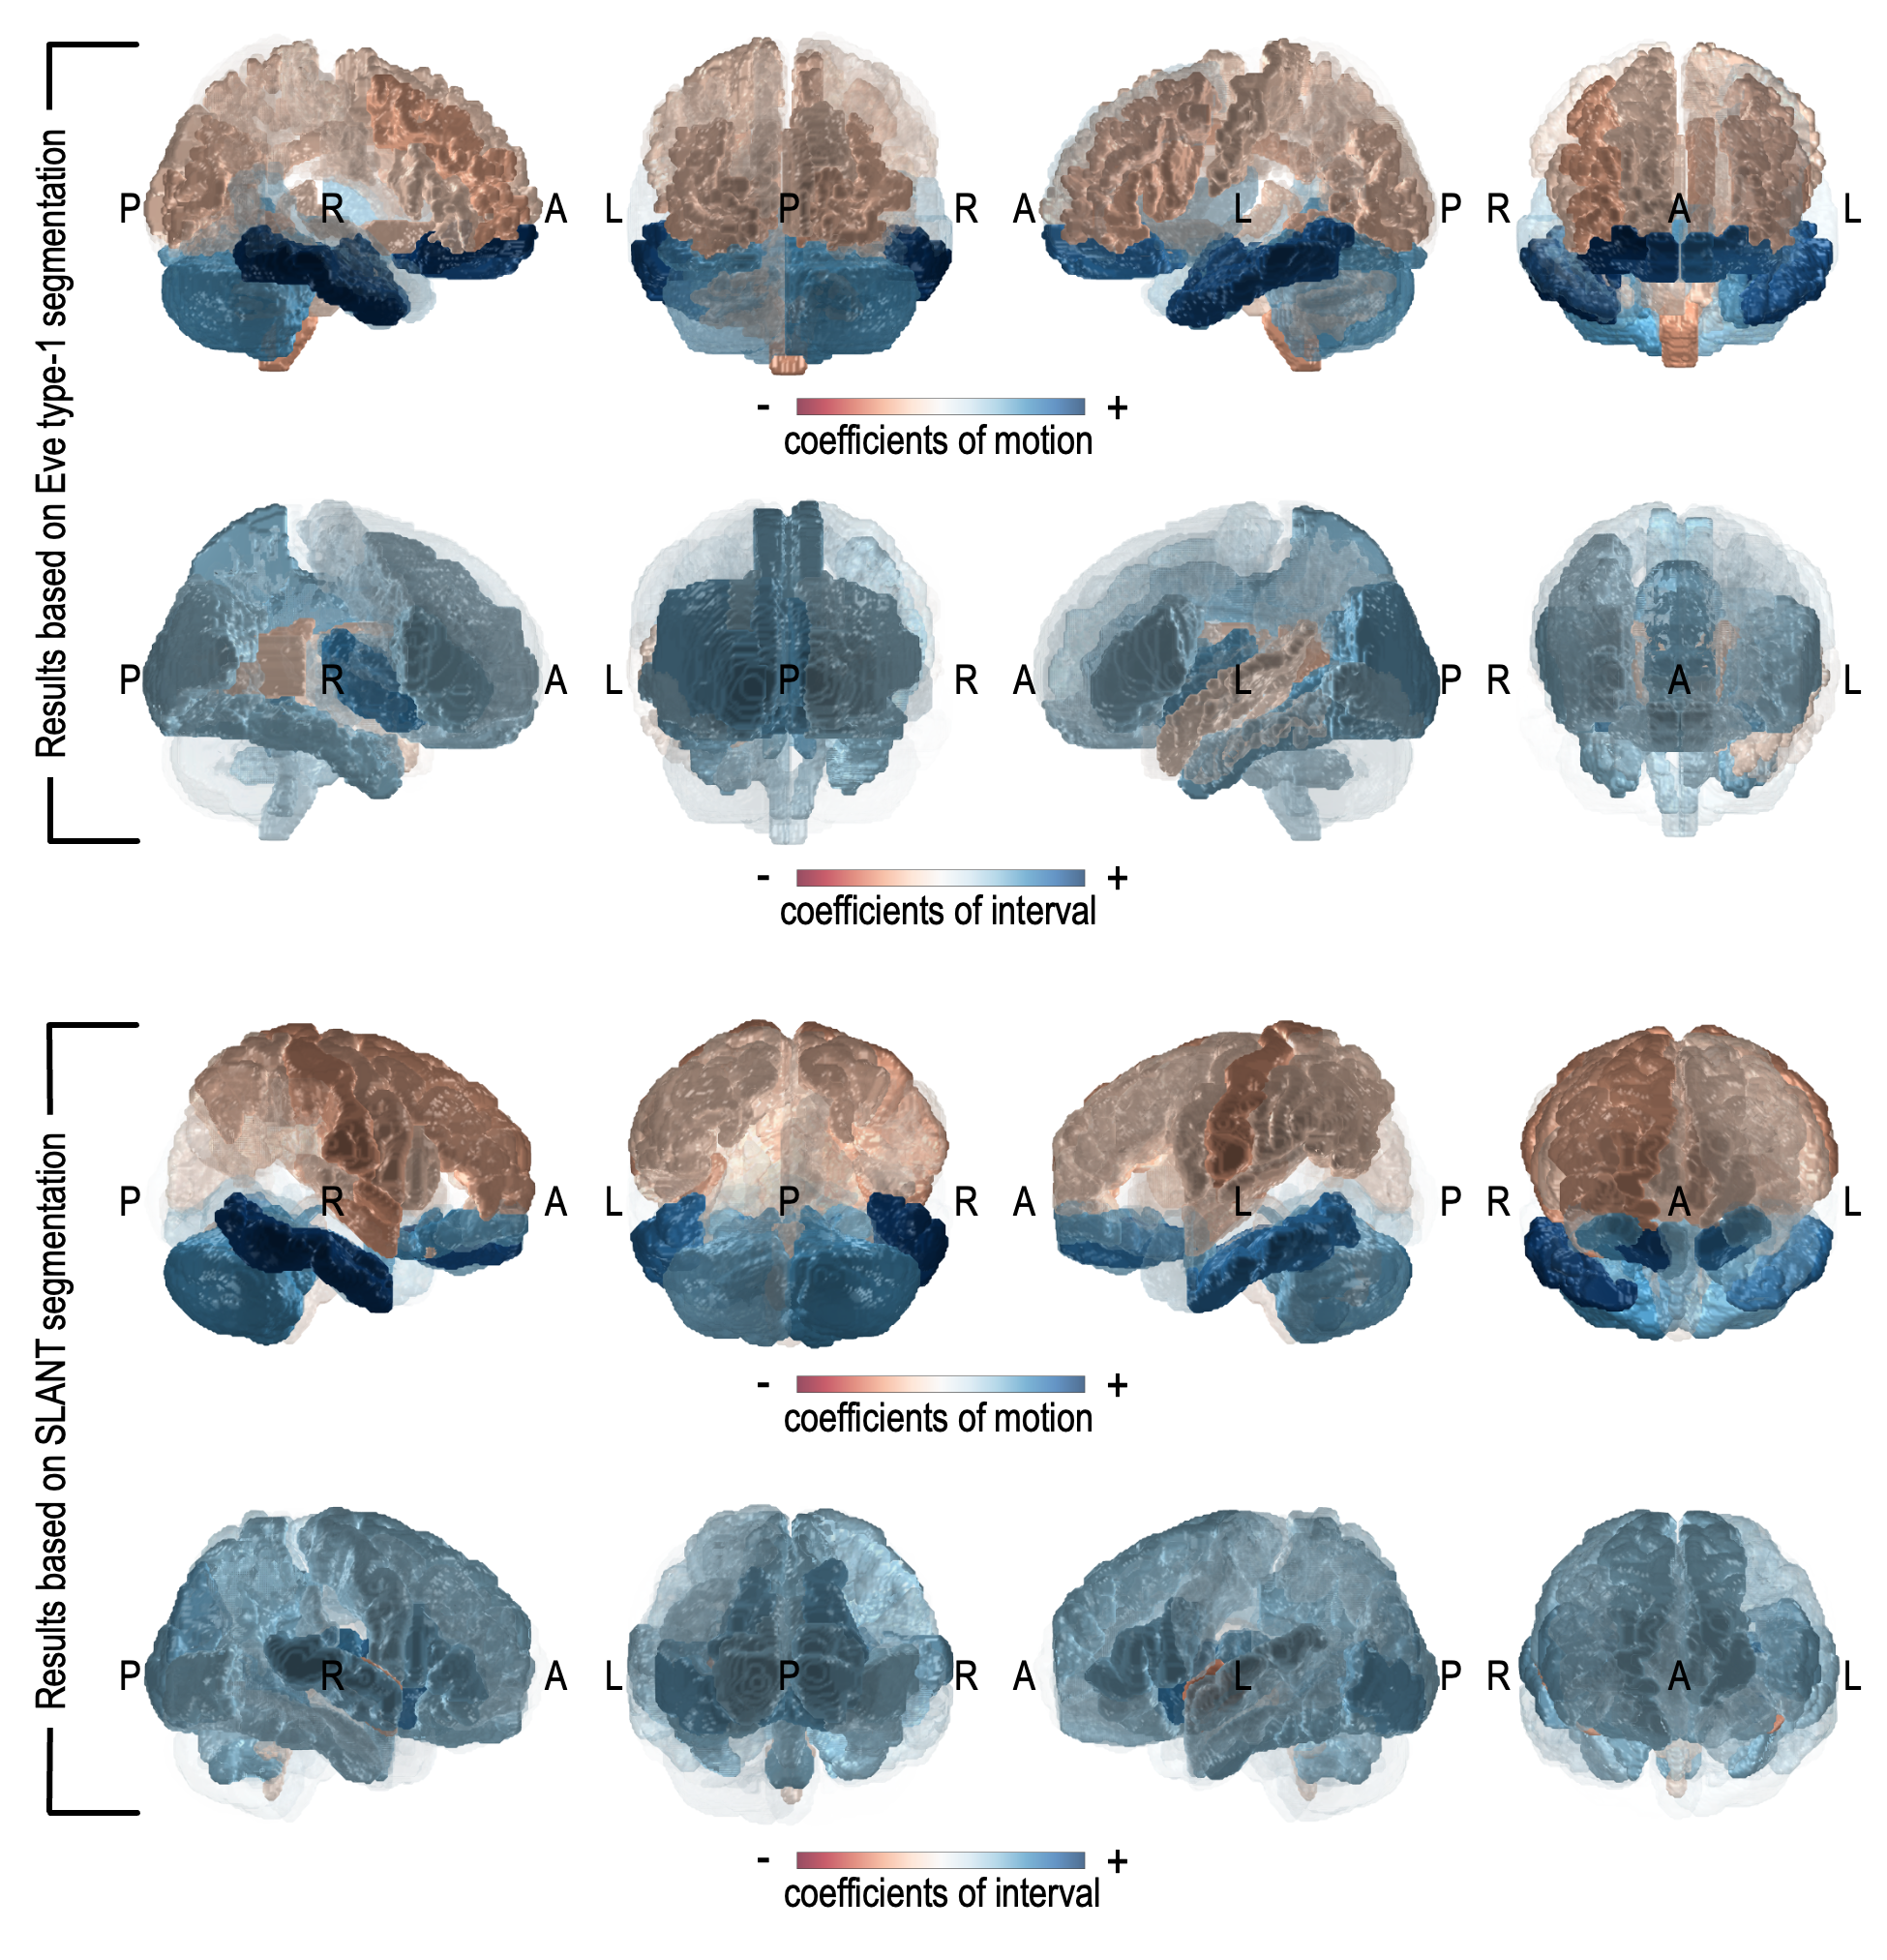 Results based on Eve type-1 segmentation
P R A L P R A L P R A L
- +
coefficients of motion
P R A L P R A L P R A L
- +
coefficients of interval
Results based on SLANT segmentation
P R A L P R A L P R A L
- +
coefficients of motion
P R A L P R A L P R A L
- +
coefficients of interval